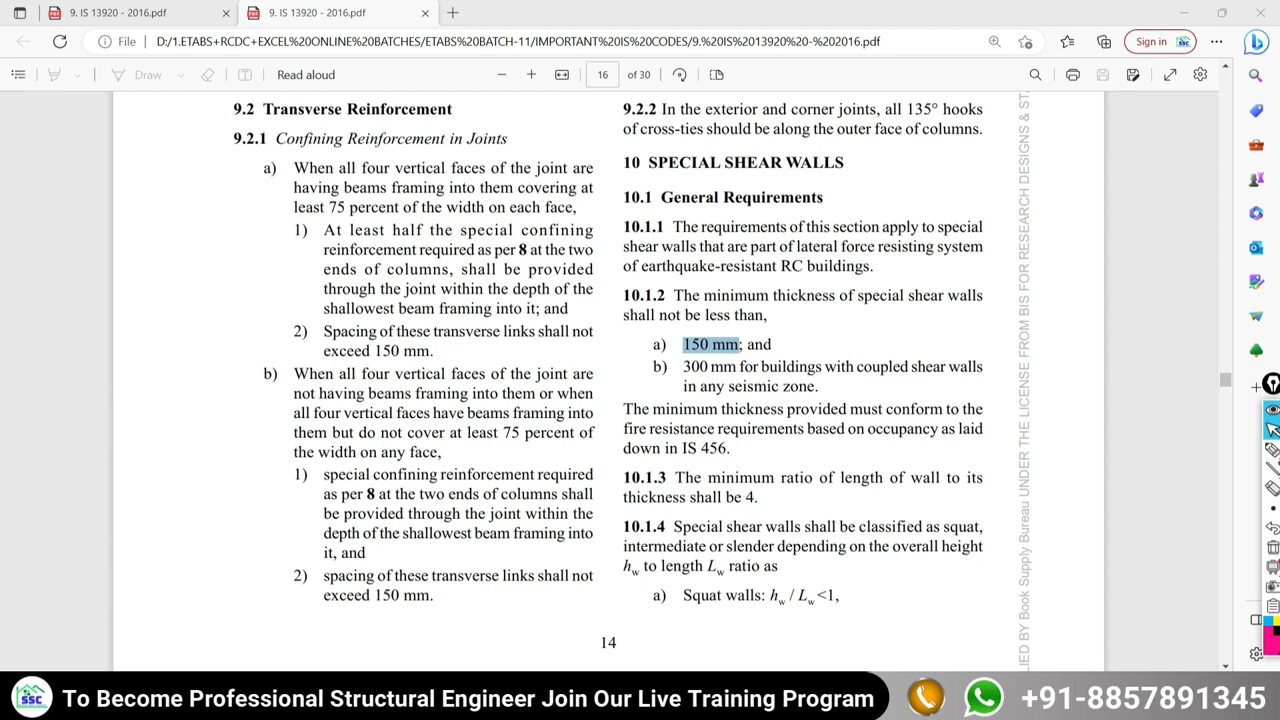 9. IS 13920 - 2016.pdf
9. IS 13920 - 2016.pdf
File
D:/1.ETABS+RCDC+EXCEL%20ONLINE%20BATCHES/ETABS%20BATCH-11/IMPORTANT%20IS%20CODES/9.%20IS%2013920%20-%202016.pdf
Sign in
SSC
Draw
Read aloud
16
of 30
9.2 Transverse Reinforcement
9.2.1 Confining Reinforcement in Joints
a) When all four vertical faces of the joint are
having beams framing into them covering at
least 75 percent of the width on each face,
1) At least half the special confining
reinforcement required as per 8 at the two
ends of columns, shall be provided
through the joint within the depth of the
shallowest beam framing into it; and
2) Spacing of these transverse links shall not
exceed 150 mm.
b) When all four vertical faces of the joint are
not having beams framing into them or when
all four vertical faces have beams framing into
them but do not cover at least 75 percent of
the width on any face,
1) Special confining reinforcement required
as per 8 at the two ends of columns shall
be provided through the joint within the
depth of the shallowest beam framing into
it, and
2) Spacing of these transverse links shall not
exceed 150 mm.
9.2.2 In the exterior and corner joints, all 135° hooks
of cross-ties should be along the outer face of columns.
10 SPECIAL SHEAR WALLS
10.1 General Requrements
10.1.1 The requirements of this section apply to special
shear walls that are part of lateral force resisting system
of earthquake-resistant RC buildings.
10.1.2 The minimum thickness of special shear walls
shall not be less than,
a) 150 mm; and
b) 300 mm for buildings with coupled shear walls
in any seismic zone.
The minimum thickness provided must conform to the
fire resistance requirements based on occupancy as laid
down in IS 456.
10.1.3 The minimum ratio of length of wall to its
thickness shall be 4.
10.1.4 Special shear walls shall be classified as squat,
intermediate or slender depending on the overall height
hw to length Lw ratio as
a) Squat walls: hw / Lw <1,
14
LIED BY Book Supply Bureau UNDER THE LICENSE FROM BIS FOR RESEARCH DESIGNS & ST
SSC
To Become Professional Structural Engineer Join Our Live Training Program
+91-8857891345